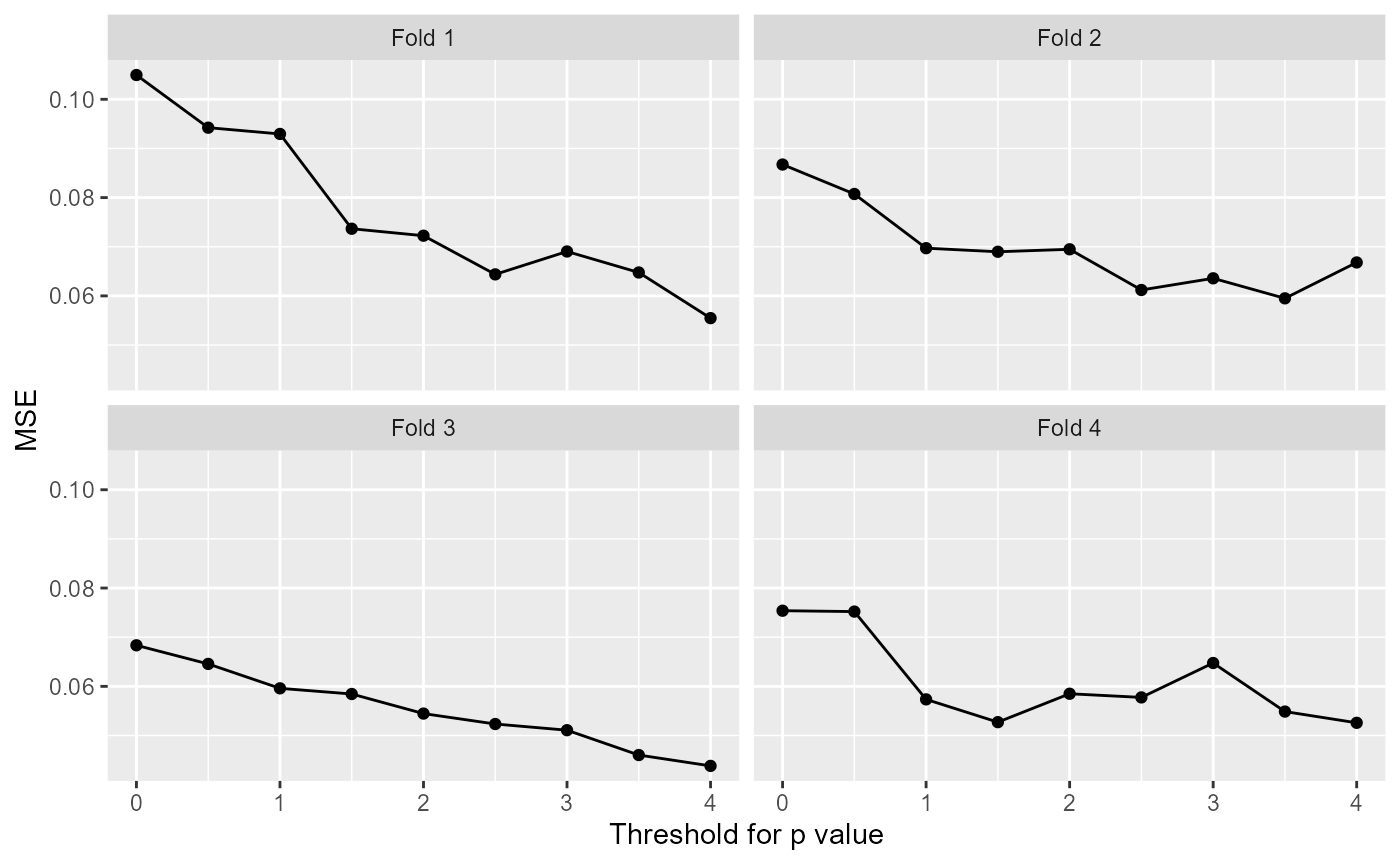 Fold 1
Fold 2
0.10
0.08
0.06
MSE
Fold 3
Fold 4
0.10
0.08
0.06
0 1 2 3 4 0 1 2 3 4
Threshold for p value